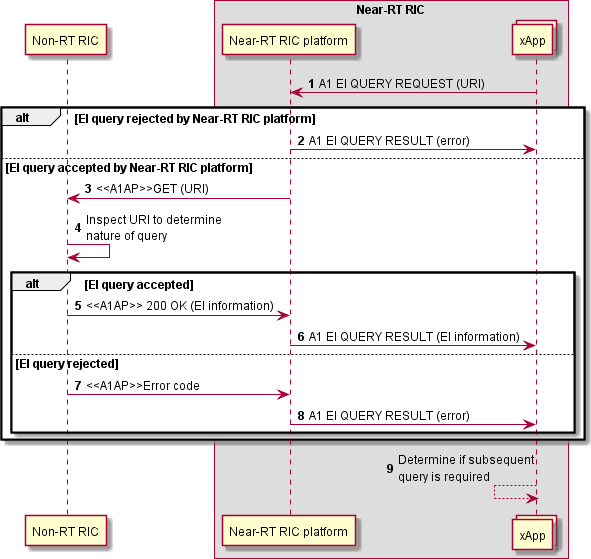 Near-RT RIC
Non-RT RIC
Near-RT RIC platform
xApp
1 A1 EI QUERY REQUEST (URI)
alt [EI query rejected by Near-RT RIC platform]
2 A1 EI QUERY RESULT (error)
[EI query accepted by Near-RT RIC platform]
3 <<A1AP>>GET (URI)
4 Inspect URI to determine
nature of query
alt [EI query accepted]
5 <<A1AP>> 200 OK (EI information)
6 A1 EI QUERY RESULT (EI information)
[EI query rejected]
7 <<A1AP>>Error code
8 A1 EI QUERY RESULT (error)
9 Determine if subsequent
query is required
Non-RT RIC
Near-RT RIC platform
xApp